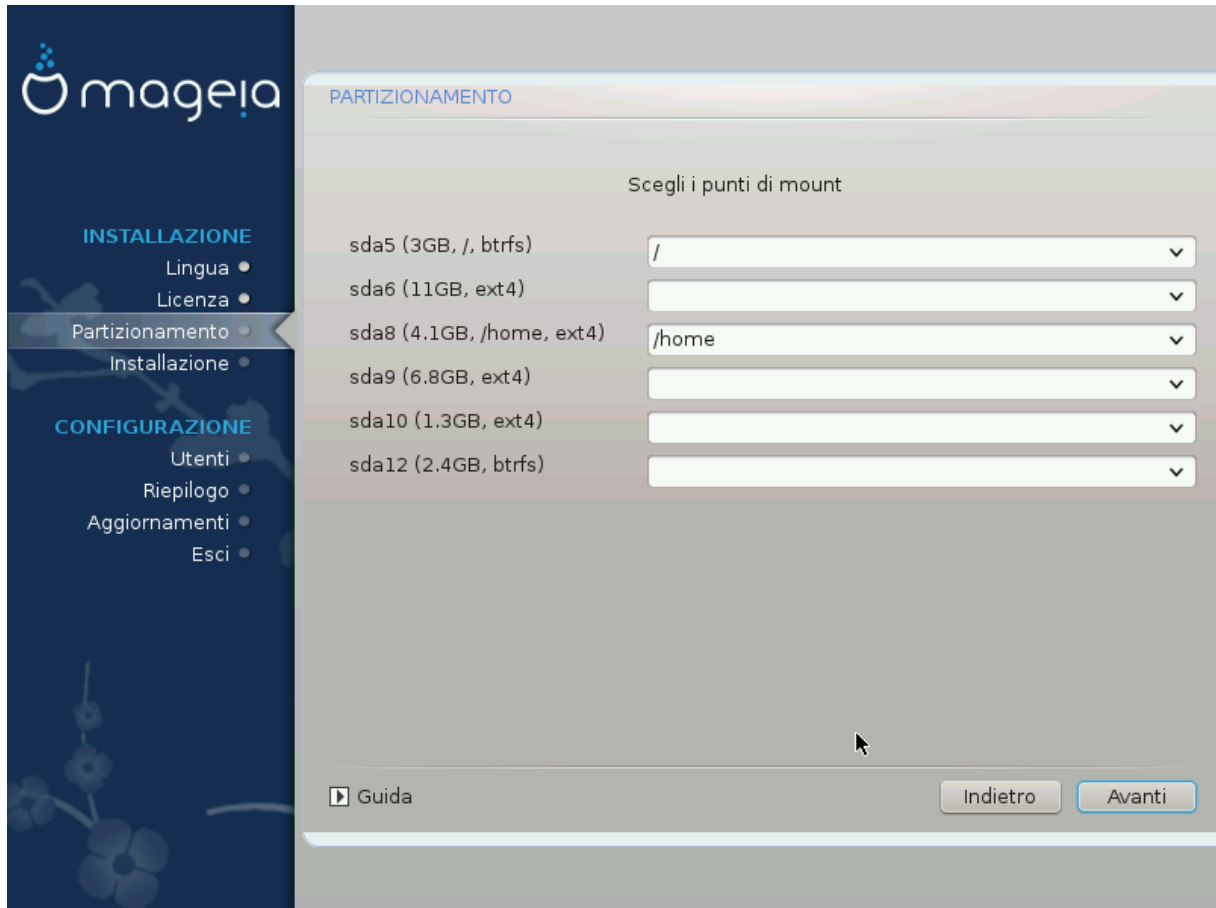 mageia
INSTALLAZIONE
Lingua
Licenza
Partizionamento
Installazione
CONFIGURAZIONE
Utenti
Riepilogo
Aggiornamenti
Esci
PARTIZIONAMENTO
Scegli i punti di mount
sda5 (3GB, /, btrfs) /
sda6 (11GB, ext4)
sda8 (4.1GB, /home, ext4) /home
sda9 (6.8GB, ext4)
sda10 (1.3GB, ext4)
sda12 (2.4GB, btrfs)
Guida Indietro Avanti